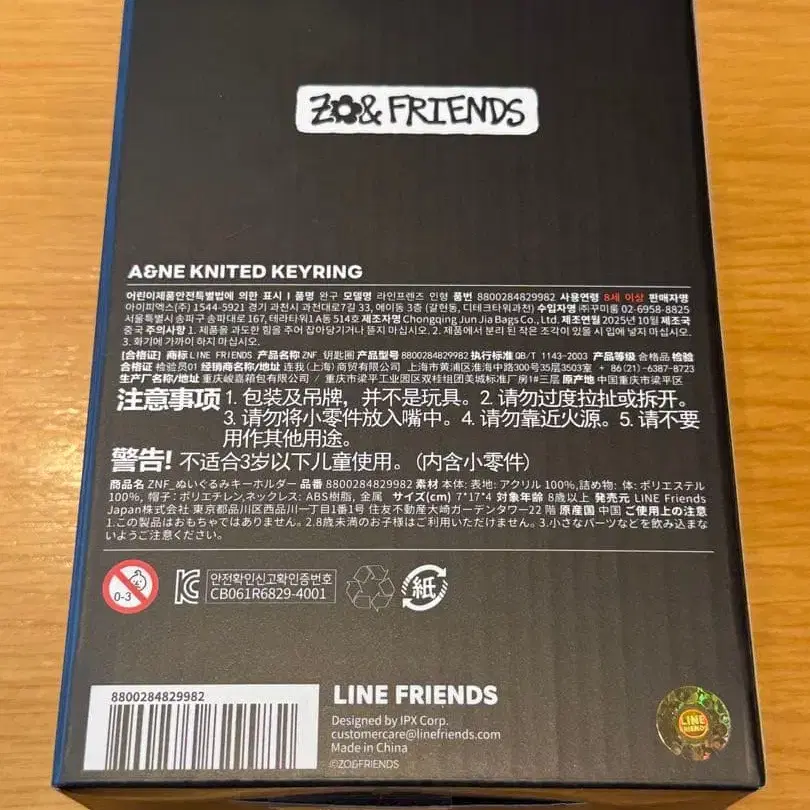 ZO& FRIENDS
A&NE KNITED KEYRING
어린이제품안전특별법에 의한 표시 I 품명 완구 모델명 라인프렌즈 인형 품번 8800284829982 사용연령 8세 이상 판매자명
아이피엑스(주) 1544-5921 경기 과천시 과천대로7길 33, 에이동 3층 (갈현동, 디테크타워과천) 수입자명 ㈜꾸미룸 02-6958-8825
서울특별시 송파구 송파대로 167, 테라타워1 A동 514호 제조자명 Chongqing Jun Jia Bags Co., Ltd. 제조연월 2025년 10월 제조국
중국 주의사항 1. 제품을 과도한 힘을 주어 잡아당기거나 뜯지 마십시오. 2. 제품에서 분리 된 작은 조각이 있을 시 입에 넣지 마십시오.
3. 화기에 가까이 하지 마십시오.
[合格证] 商标 LINE FRIENDS 产品名称 ZNF_钥匙圈 产品型号 8800284829982 执行标准 QB/T 1143-2003 产品等级 合格品 检验
合格证 检验员01 经销商名称/地址 连我(上海) 商贸有限公司 上海市黄浦区淮海中路300号35层3503室 + 86(21)-6387-8723
生产厂名称/地址 重庆峻嘉箱包有限公司 / 重庆市梁平工业园区双桂组团美城标准厂房1#三层 原产地 中国重庆市梁平区
注意事项 1. 包装及吊牌，并不是玩具。2. 请勿过度拉扯或拆开。
3. 请勿将小零件放入嘴中。4. 请勿靠近火源。5. 请不要
用作其他用途。
警告! 不适合3岁以下儿童使用。(内含小零件)
商品名 ZNF_ぬいぐるみキーホルダー 品番 8800284829982 素材 本体: 表地: アクリル 100%,詰め物: 体: ポリエステル
100%, 帽子: ポリエチレン,ネックレス: ABS樹脂, 金属 サイズ(cm) 7*17*4 対象年齢 8歳以上 発売元 LINE Friends
Japan株式会社 東京都品川区西品川一丁目1番1号 住友不動産大崎ガーデンタワー22 階 原産国 中国 ご使用上の注意
1.この製品はおもちゃではありません。2.8歳未満のお子様はご利用いただけません。3.小さなパーツなどを飲み込まな
いようご注意ください。
0-3
안전확인신고확인증번호
CB061R6829-4001
紙
8800284829982
LINE FRIENDS
Designed by IPX Corp.
customercare@linefriends.com
Made in China
©ZO&FRIENDS
LINE
FRIENDS